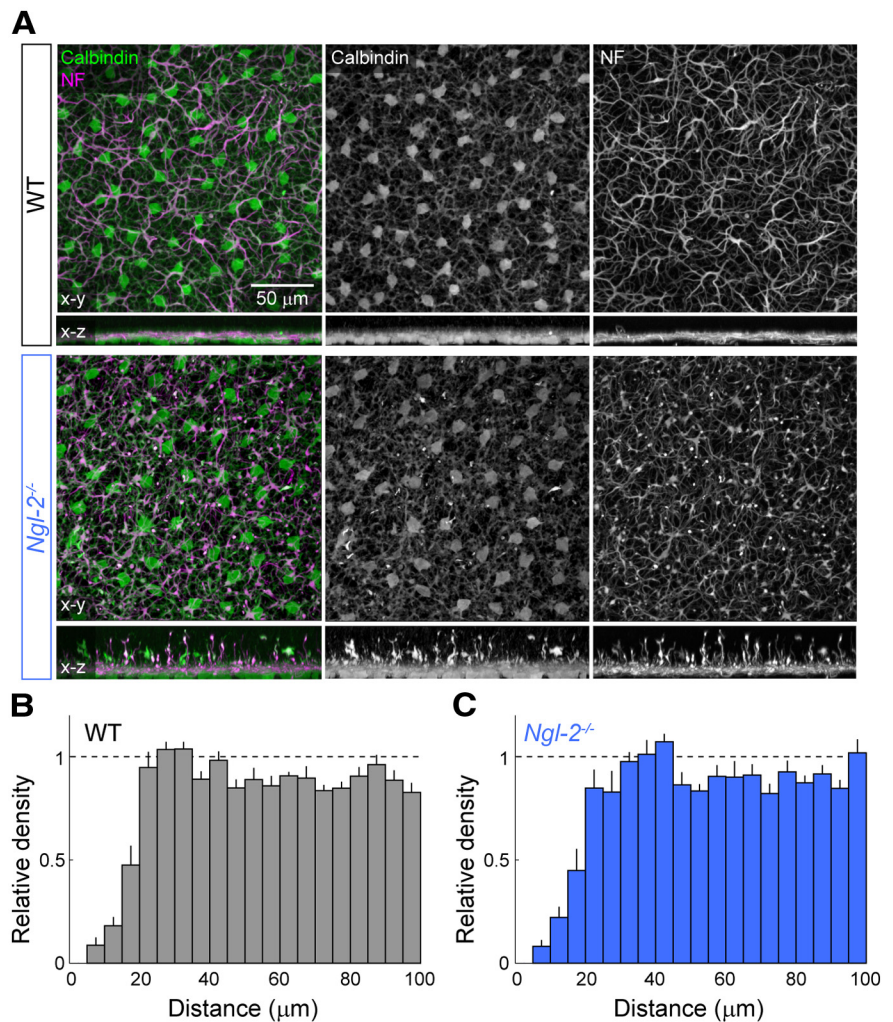 A
WT
Calbindin
NF
Calbindin
NF
x-y
50 μm
x-z
Ngl-2-/-
x-y
x-z
B
WT
1
0.5
0
Relative density
0 20 40 60 80 100
Distance (μm)
C
Ngl-2-/-
1
0.5
0
Relative density
0 20 40 60 80 100
Distance (μm)